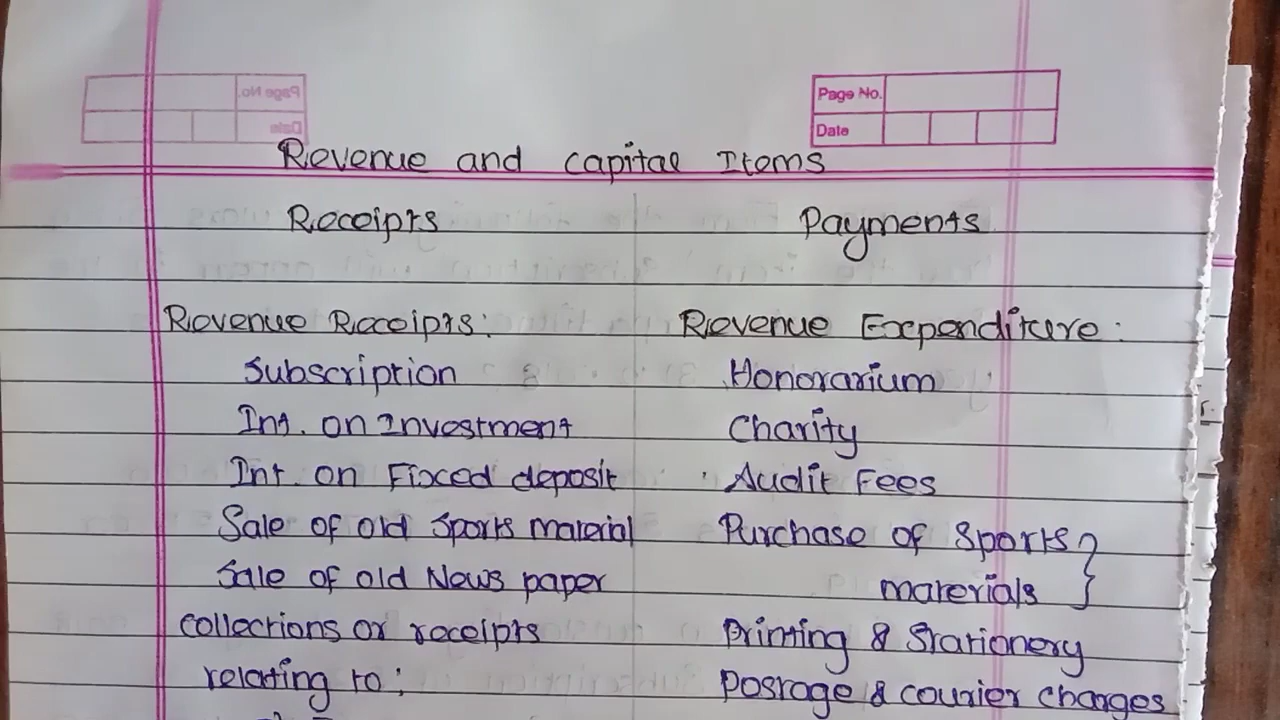 Page No.
Date
Revenue and capital Items
Receipts
Payments
Revenue Receipts:
Subscription
Int. on Investment
Int. on Fixed deposit
Sale of old Sports material
Sale of old News paper
collections or receipts
relating to:
Revenue Expenditure:
Honorarium
Charity
Audit Fees
Purchase of Sports
materials
Printing & Stationery
Postage & courier charges